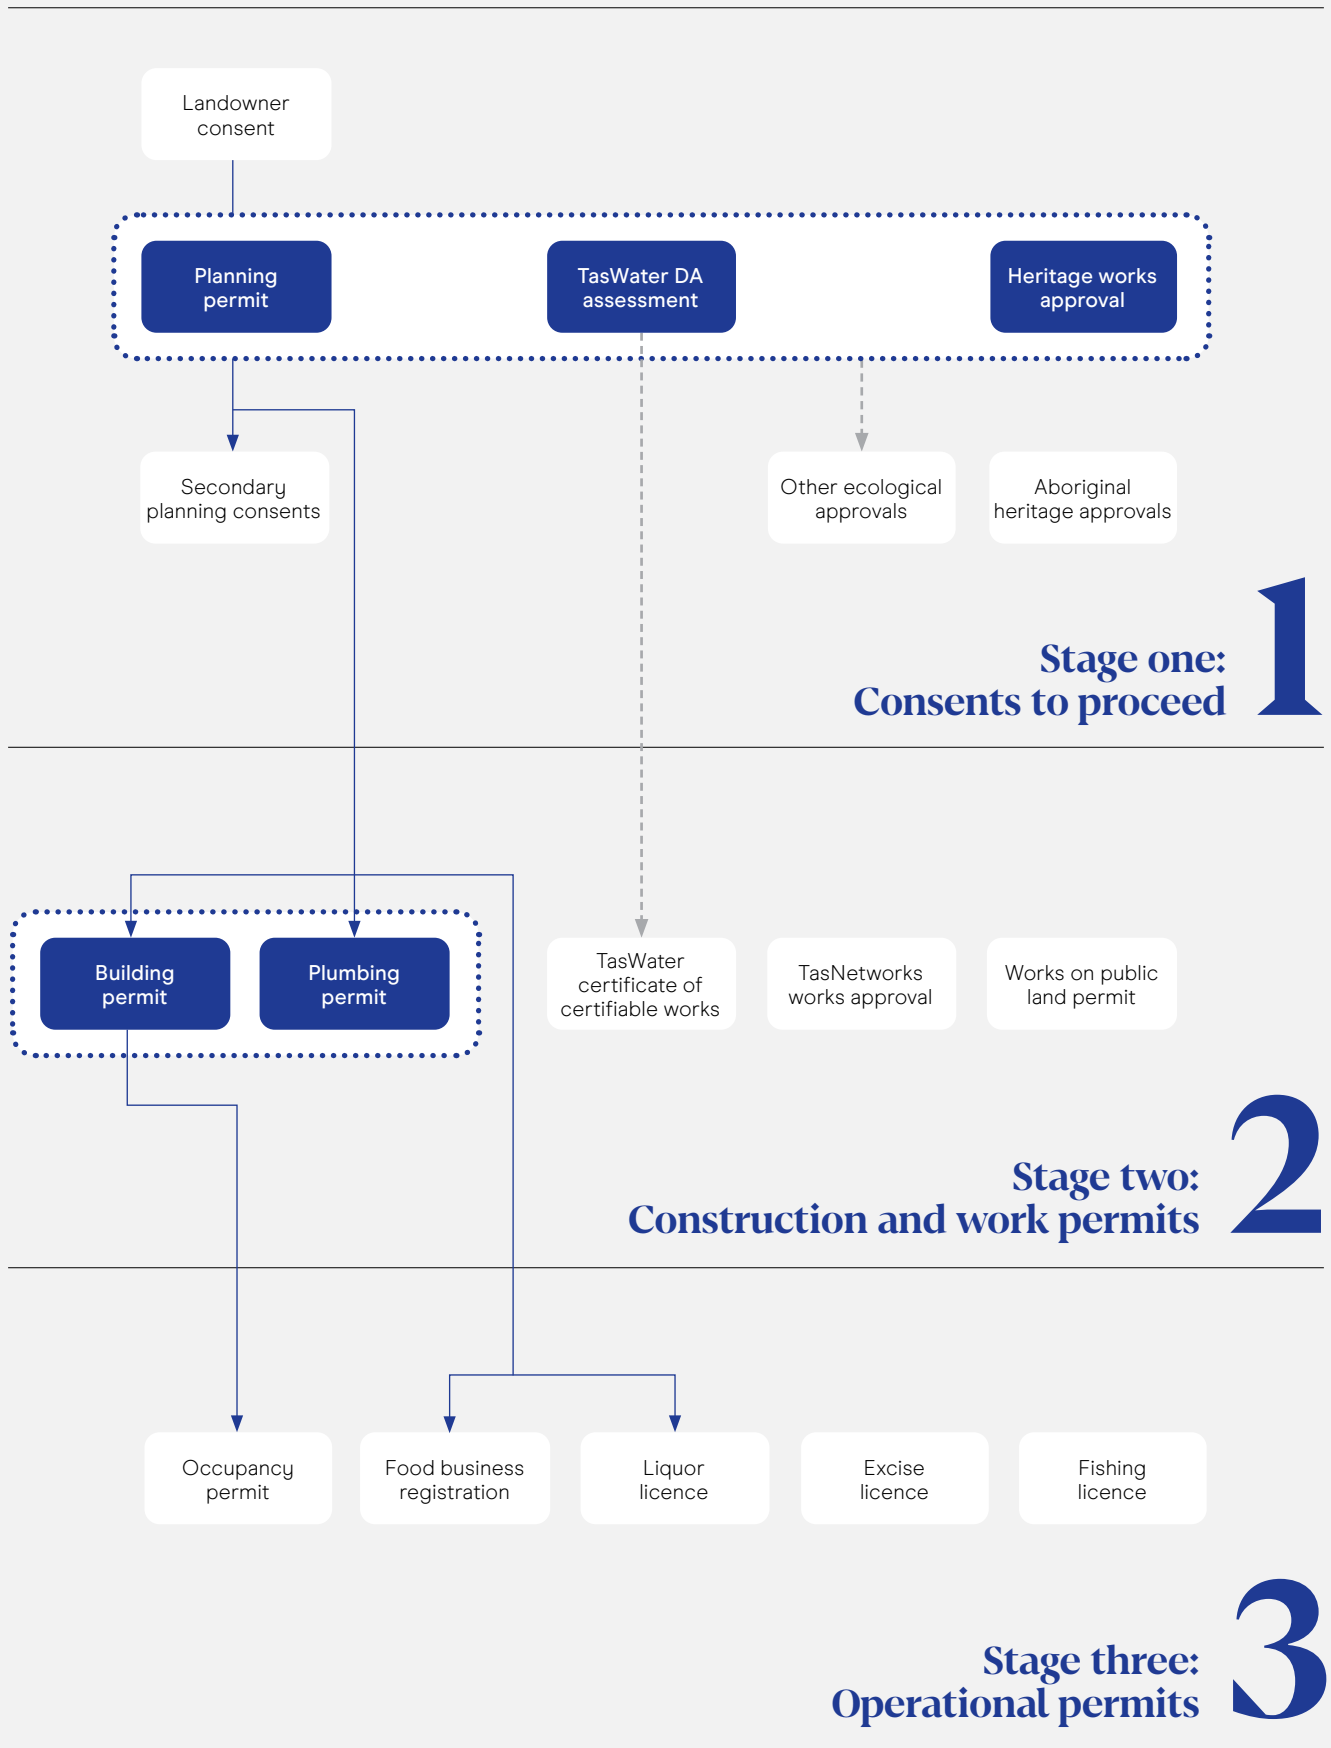 Landowner
consent
Planning
permit
TasWater DA
assessment
Heritage works
approval
Secondary
planning consents
Other ecological
approvals
Aboriginal
heritage approvals
Stage one:
Consents to proceed
1
Building
permit
Plumbing
permit
TasWater
certificate of
certifiable works
TasNetworks
works approval
Works on public
land permit
Stage two:
Construction and work permits
2
Occupancy
permit
Food business
registration
Liquor
licence
Excise
licence
Fishing
licence
Stage three:
Operational permits
3